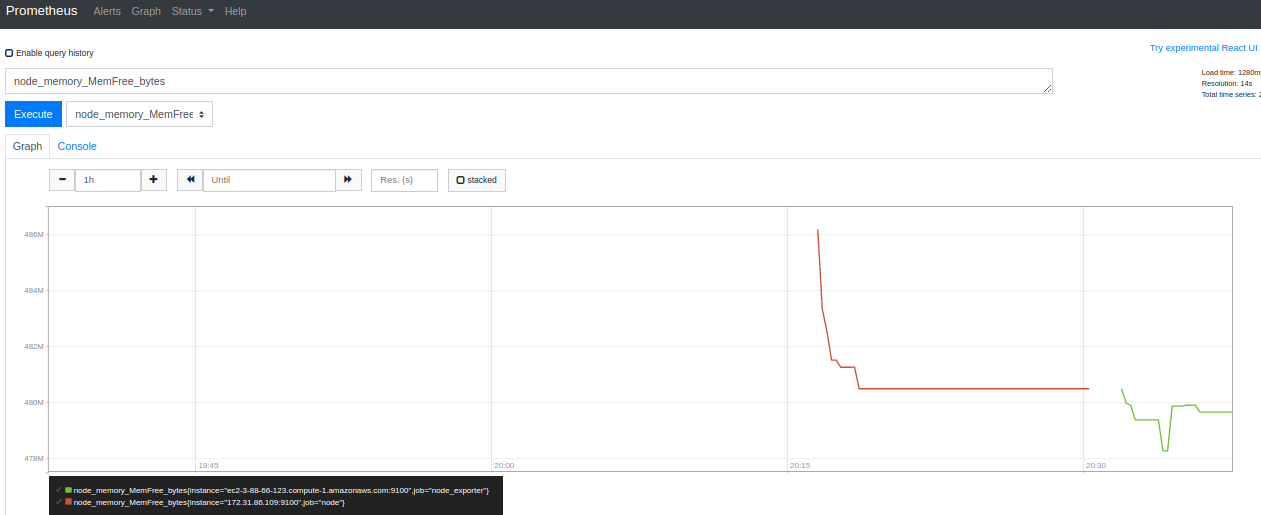 Prometheus Alerts Graph Status Help
Enable query history
Try experimental React UI
node_memory_MemFree_bytes
Load time: 1280ms
Resolution: 14s
Total time series: 2
Execute node_memory_MemFree
Graph Console
1h Until Res. (s) stacked
486M
484M
482M
480M
478M
19:45 20:00 20:15 20:30
node_memory_MemFree_bytes{instance="ec2-3-88-66-123.compute-1.amazonaws.com:9100",job="node_exporter"}
node_memory_MemFree_bytes{instance="172.31.86.109:9100",job="node"}